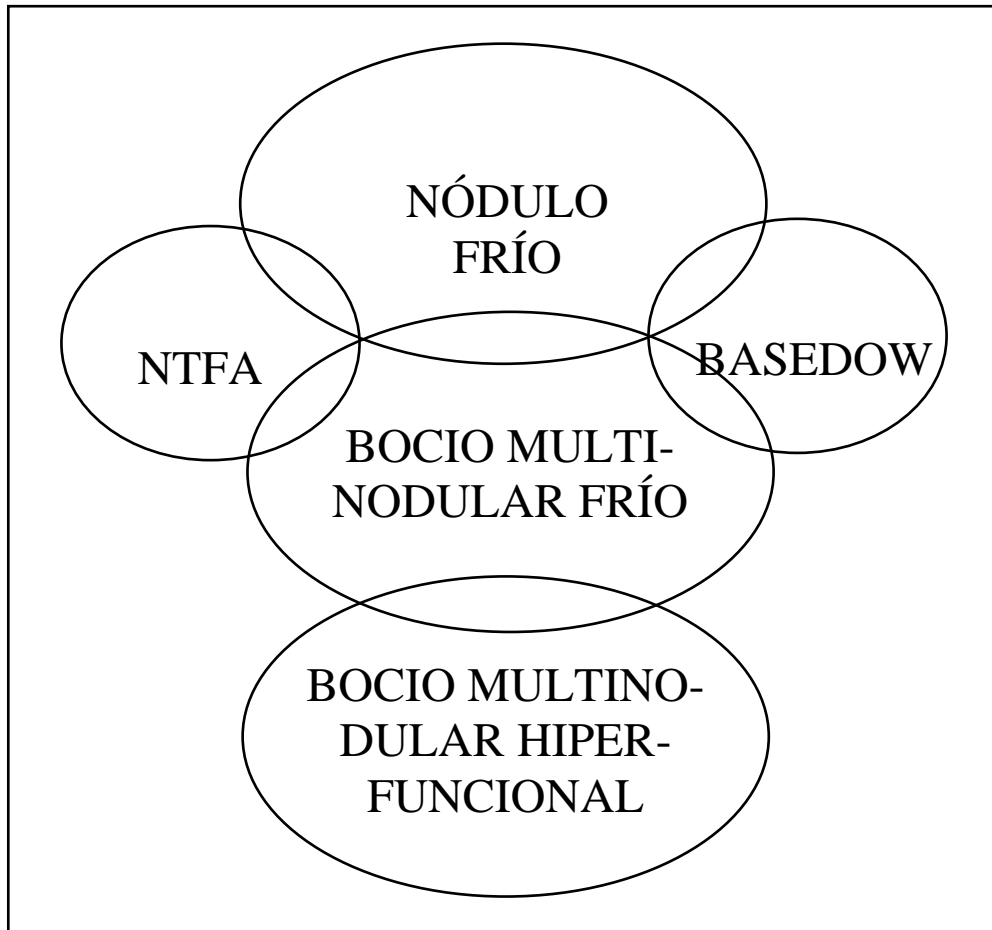 NÓDULO
FRÍO
NTFA
BASEDOW
BOCIO MULTI-
NODULAR FRÍO
BOCIO MULTINO-
DULAR HIPER-
FUNCIONAL